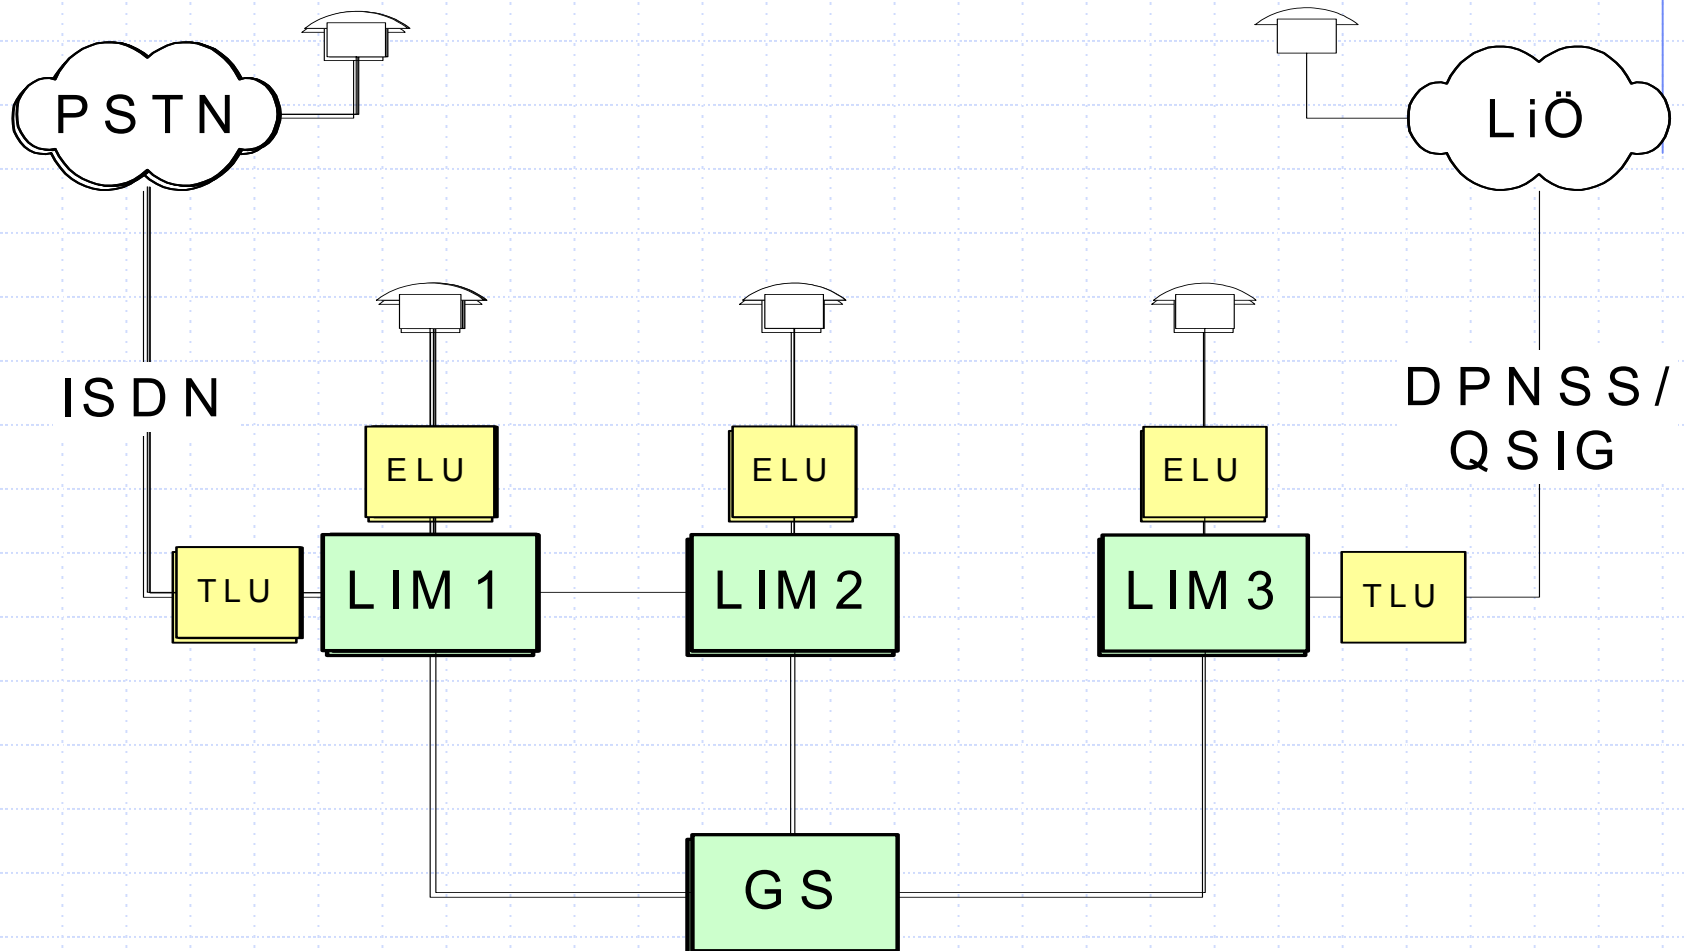 PSTN
LiÖ
ISDN
DPNSS/
QSIG
ELU
ELU
ELU
TLU
LIM 1
LIM 2
LIM 3
TLU
GS